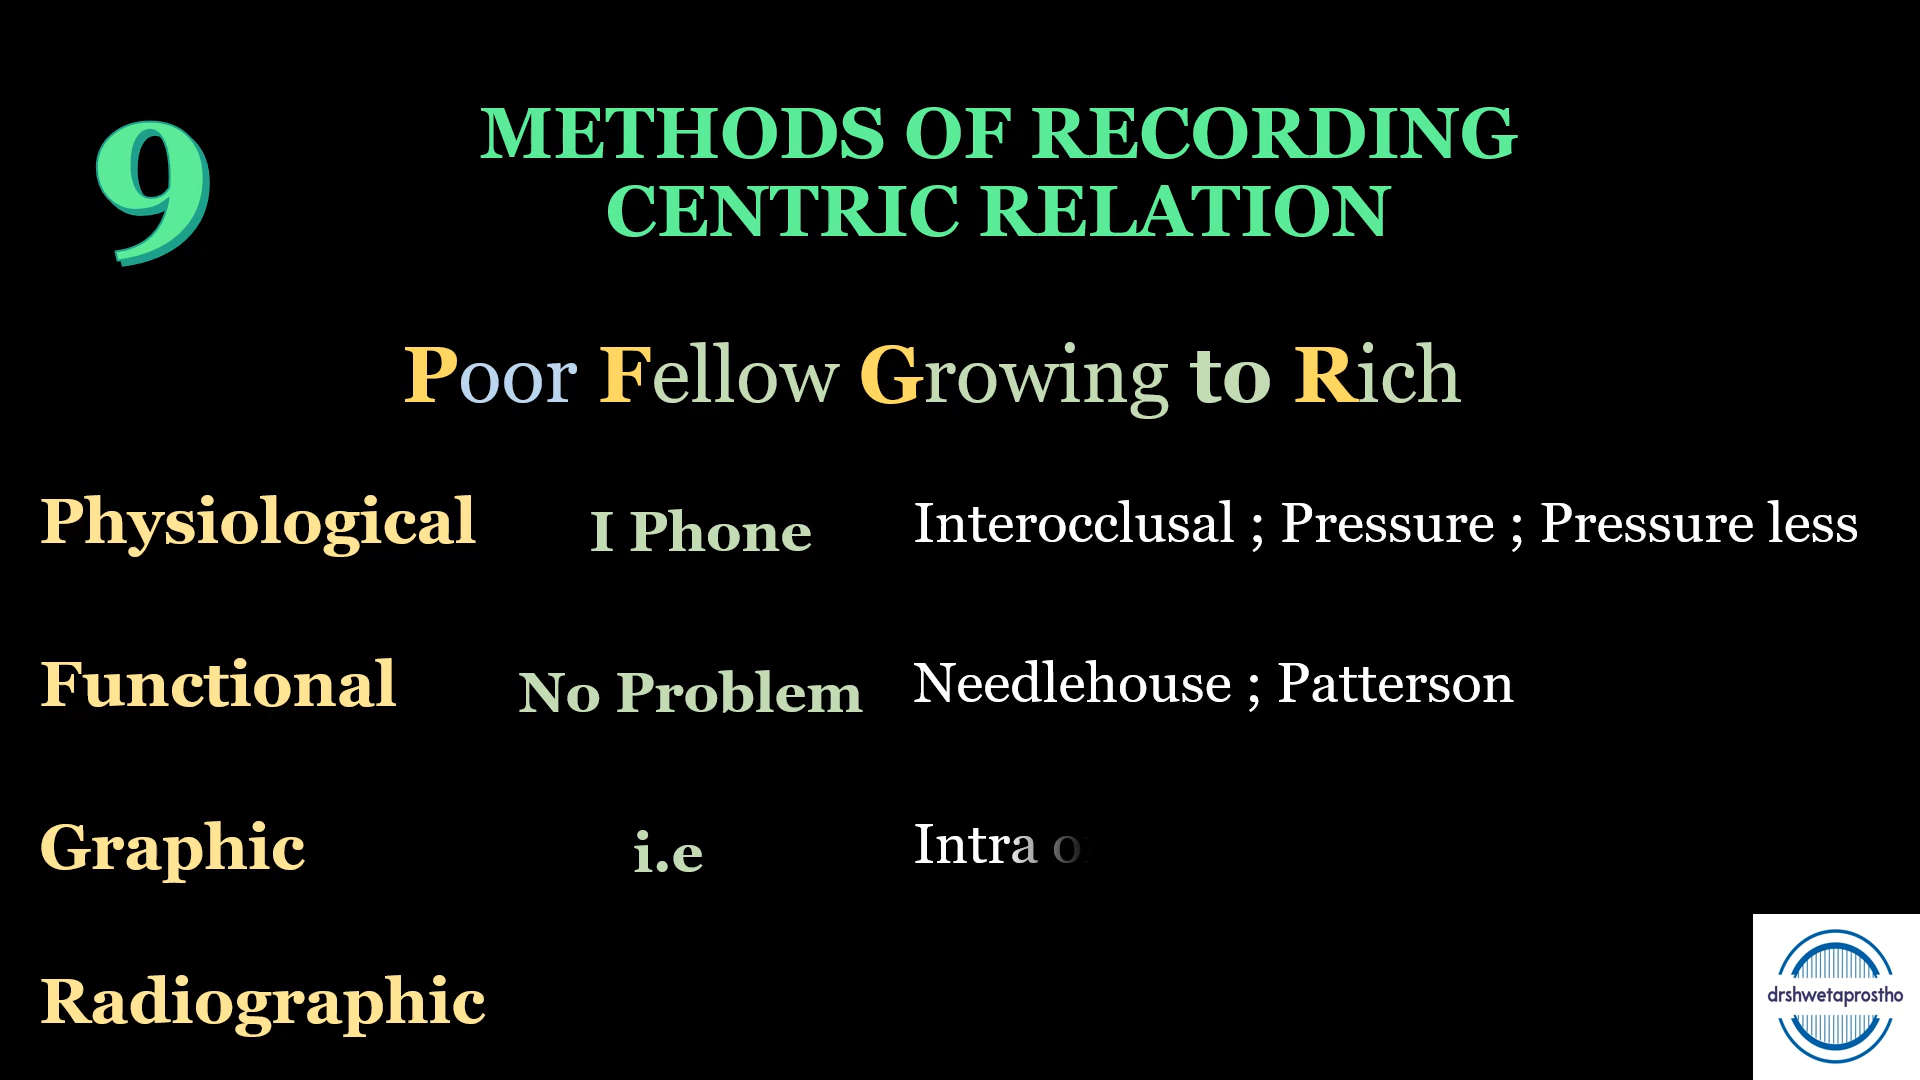 9
METHODS OF RECORDING
CENTRIC RELATION
Poor Fellow Growing to Rich
Physiological I Phone Interocclusal ; Pressure ; Pressure less
Functional No Problem Needlehouse ; Patterson
Graphic i.e Intra
Radiographic
drshwetaprostho